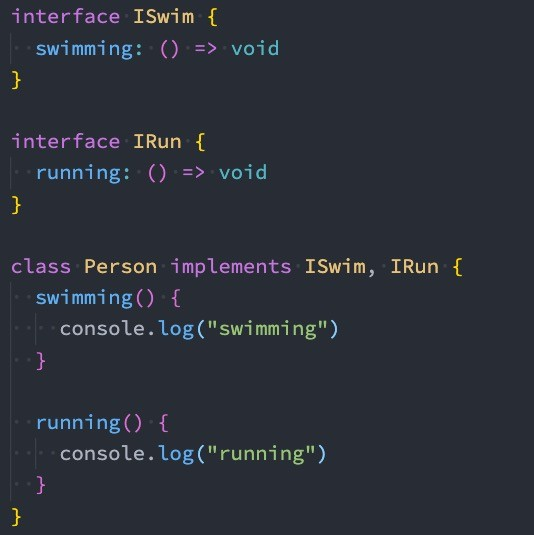 interface ISwim {
  swimming: () => void
}

interface IRun {
  running: () => void
}

class Person implements ISwim, IRun {
  swimming() {
    console.log("swimming")
  }

  running() {
    console.log("running")
  }
}